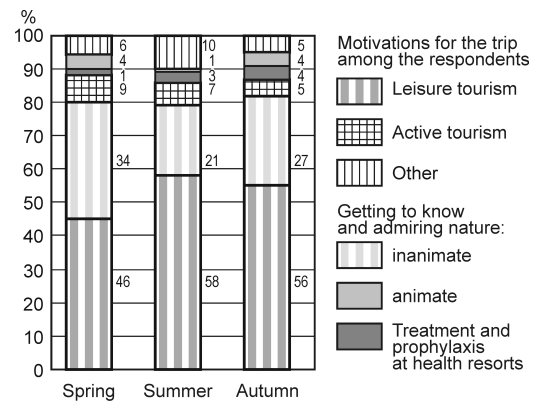 %
100
90
80
70
60
50
40
30
20
10
0
6
4
1
9
34
46
10
1
3
7
21
58
5
4
4
5
27
56
Spring Summer Autumn
Motivations for the trip
among the respondents
Leisure tourism
Active tourism
Other
Getting to know
and admiring nature:
inanimate
animate
Treatment and
prophylaxis
at health resorts